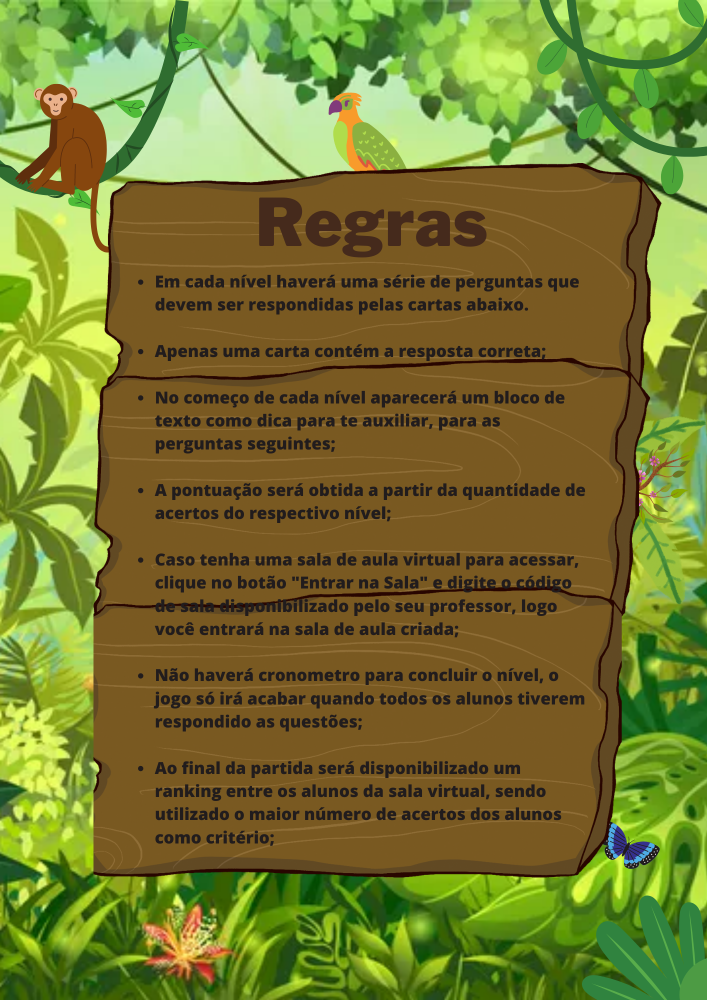 Regras
• Em cada nível haverá uma série de perguntas que
devem ser respondidas pelas cartas abaixo.
• Apenas uma carta contém a resposta correta;
• No começo de cada nível aparecerá um bloco de
texto como dica para te auxiliar, para as
perguntas seguintes;
• A pontuação será obtida a partir da quantidade de
acertos do respectivo nível;
• Caso tenha uma sala de aula virtual para acessar,
clique no botão "Entrar na Sala" e digite o código
de sala disponibilizado pelo seu professor, logo
você entrará na sala de aula criada;
• Não haverá cronometro para concluir o nível, o
jogo só irá acabar quando todos os alunos tiverem
respondido as questões;
• Ao final da partida será disponibilizado um
ranking entre os alunos da sala virtual, sendo
utilizado o maior número de acertos dos alunos
como critério;